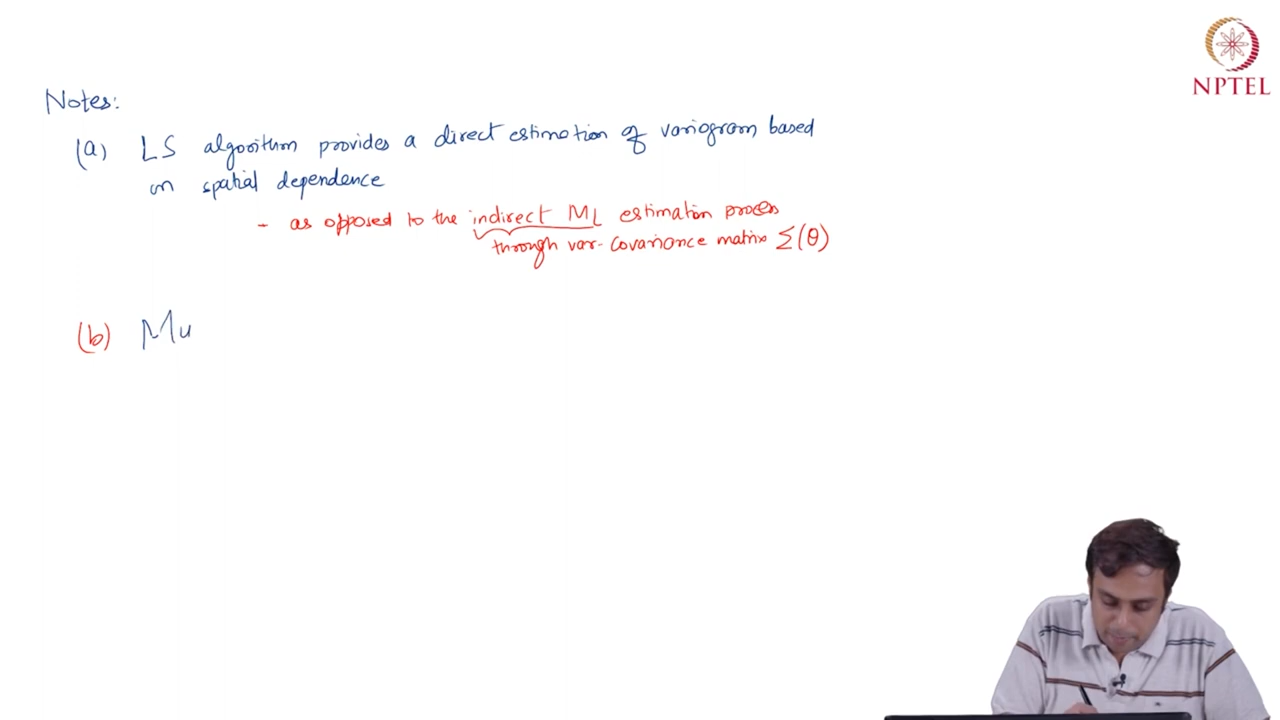 NPTEL
Notes:
(a) LS algorithm provides a direct estimation of variogram based
on spatial dependence
- as opposed to the indirect ML estimation process
through var-covariance matrix Σ(θ)
(b) Mu